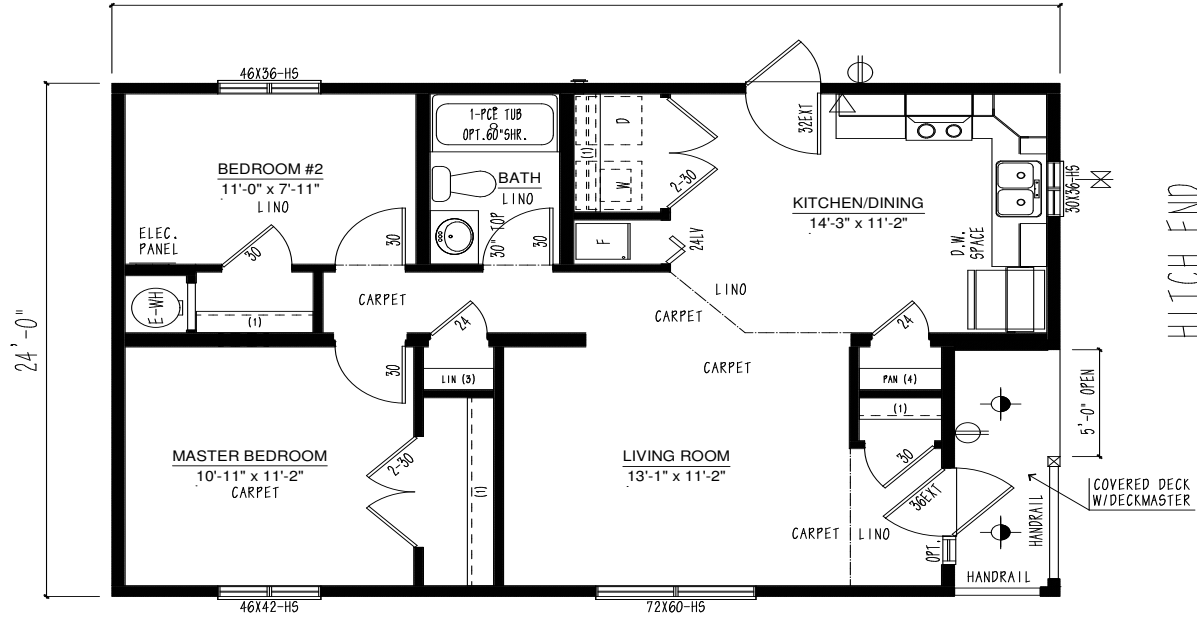 46X36-HS
1-PCE TUB
OPT.60"SHR.
BEDROOM #2
11'-0" x 7'-11"
LINO
BATH
LINO
ELEC.
PANEL
30
30
30" TOP
30
(1)
D
W
2-30
F
24LV
32EXT
KITCHEN/DINING
14'-3" x 11'-2"
D.W.
SPACE
30X36-HS
HITCH END
E-WH
(1)
CARPET
24
LINO
CARPET
24
CARPET
24'-0"
30
LIN (3)
PAN (4)
(1)
5'-0" OPEN
MASTER BEDROOM
10'-11" x 11'-2"
CARPET
2-30
(1)
LIVING ROOM
13'-1" x 11'-2"
30
36EXT
CARPET
LINO
OPT.
HANDRAIL
HANDRAIL
COVERED DECK
W/DECKMASTER
46X42-HS
72X60-HS